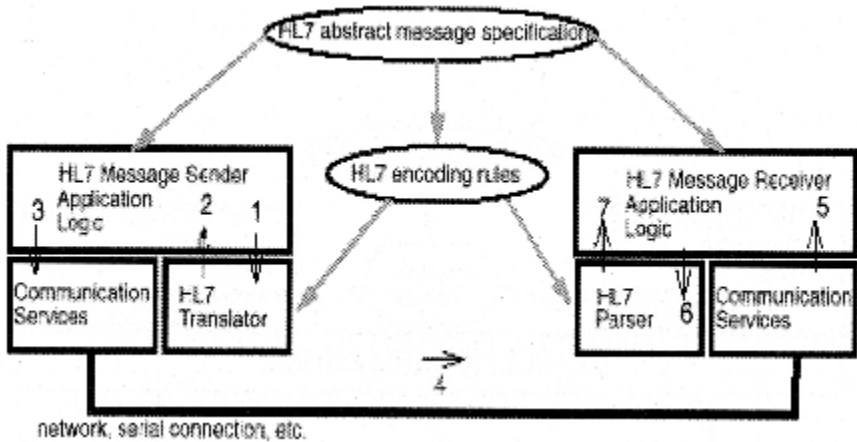 HL7 abstract message specification
HL7 Message Sender
Application
Logic
3
2
1
HL7 encoding rules
HL7 Message Receiver
Application
Logic
7
5
Communication
Services
HL7
Translator
HL7
Parser
6
Communication
Services
4
network, serial connection, etc.